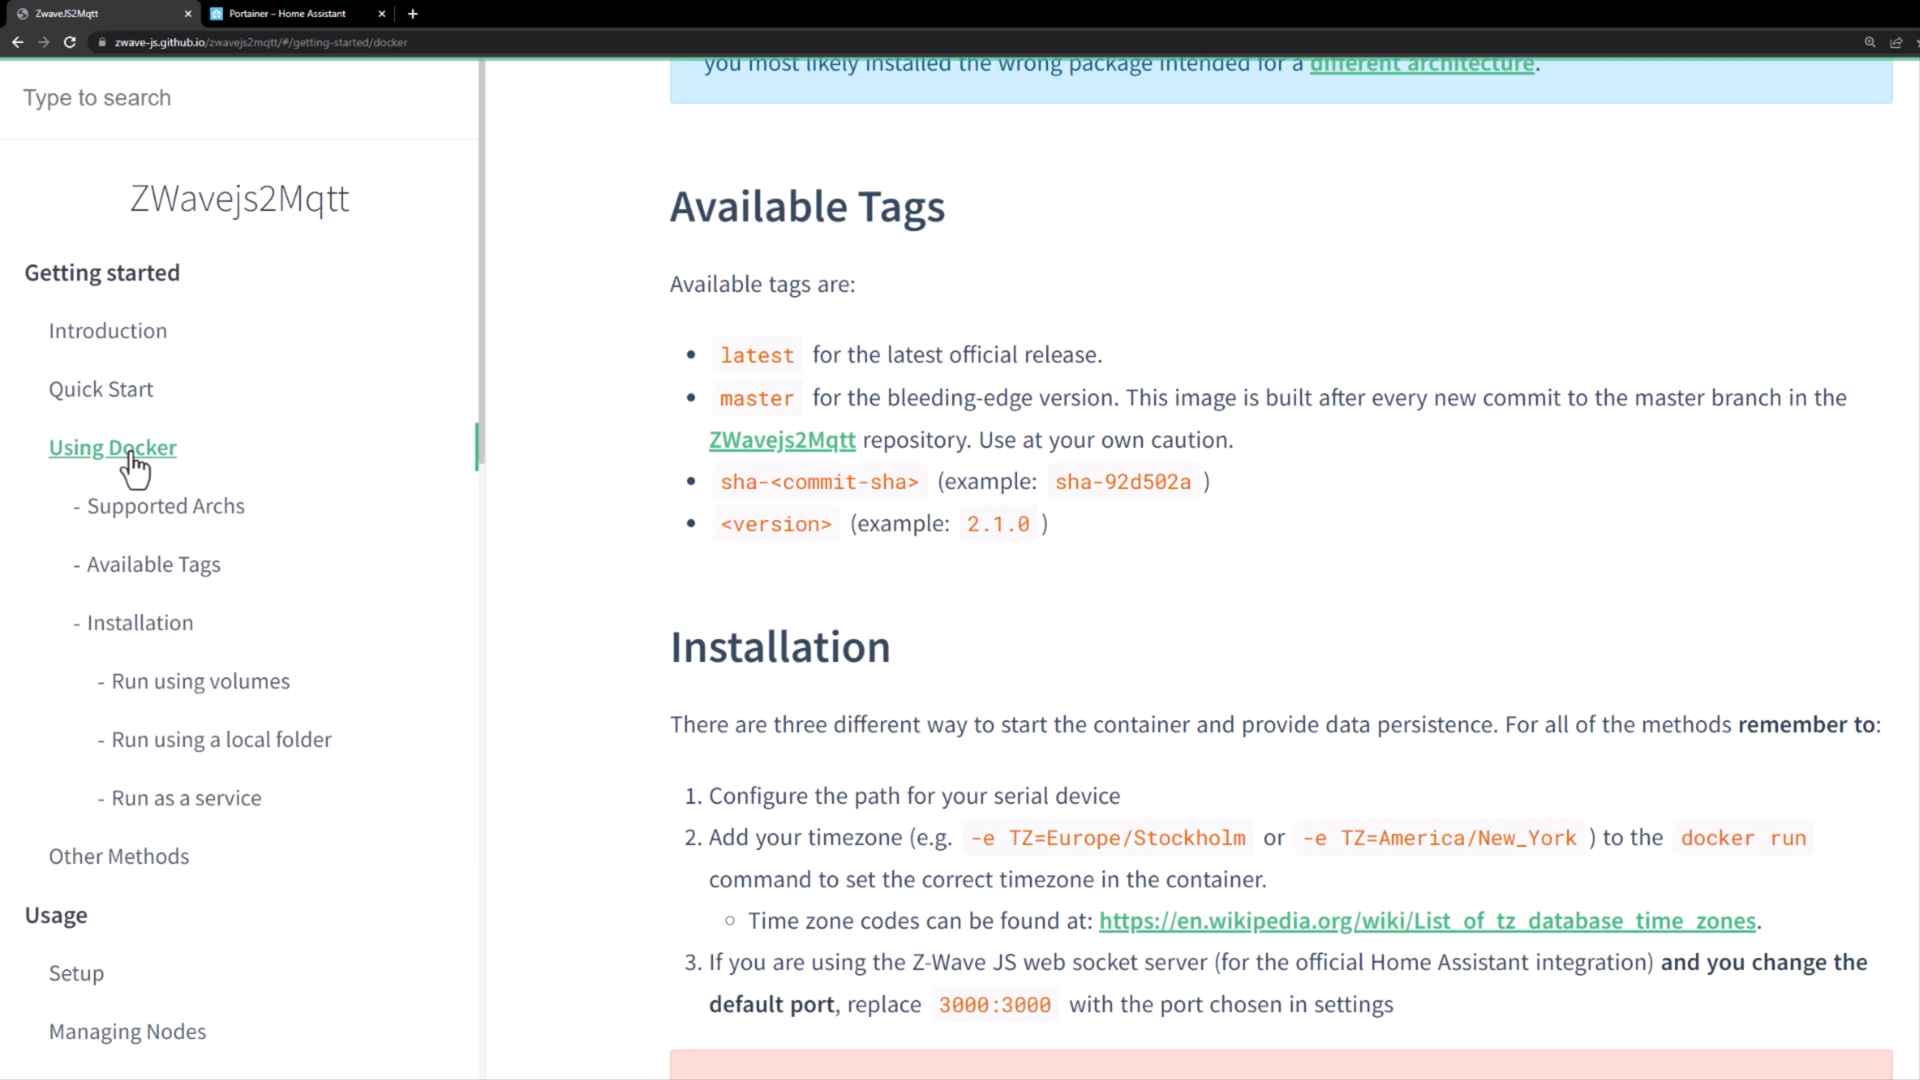 ZwaveJS2Mqtt
Portainer – Home Assistant
zwave-js.github.io/zwavejs2mqtt/#/getting-started/docker
Type to search
ZWavejs2Mqtt
Getting started
Introduction
Quick Start
Using Docker
- Supported Archs
- Available Tags
- Installation
- Run using volumes
- Run using a local folder
- Run as a service
Other Methods
Usage
Setup
Managing Nodes
you most likely installed the wrong package intended for a different architecture.
Available Tags
Available tags are:
latest for the latest official release.
master for the bleeding-edge version. This image is built after every new commit to the master branch in the
ZWavejs2Mqtt repository. Use at your own caution.
sha-<commit-sha> (example: sha-92d502a )
<version> (example: 2.1.0 )
Installation
There are three different way to start the container and provide data persistence. For all of the methods remember to:
1. Configure the path for your serial device
2. Add your timezone (e.g. -e TZ=Europe/Stockholm or -e TZ=America/New_York ) to the docker run
command to set the correct timezone in the container.
Time zone codes can be found at: https://en.wikipedia.org/wiki/List_of_tz_database_time_zones.
3. If you are using the Z-Wave JS web socket server (for the official Home Assistant integration) and you change the
default port, replace 3000:3000 with the port chosen in settings